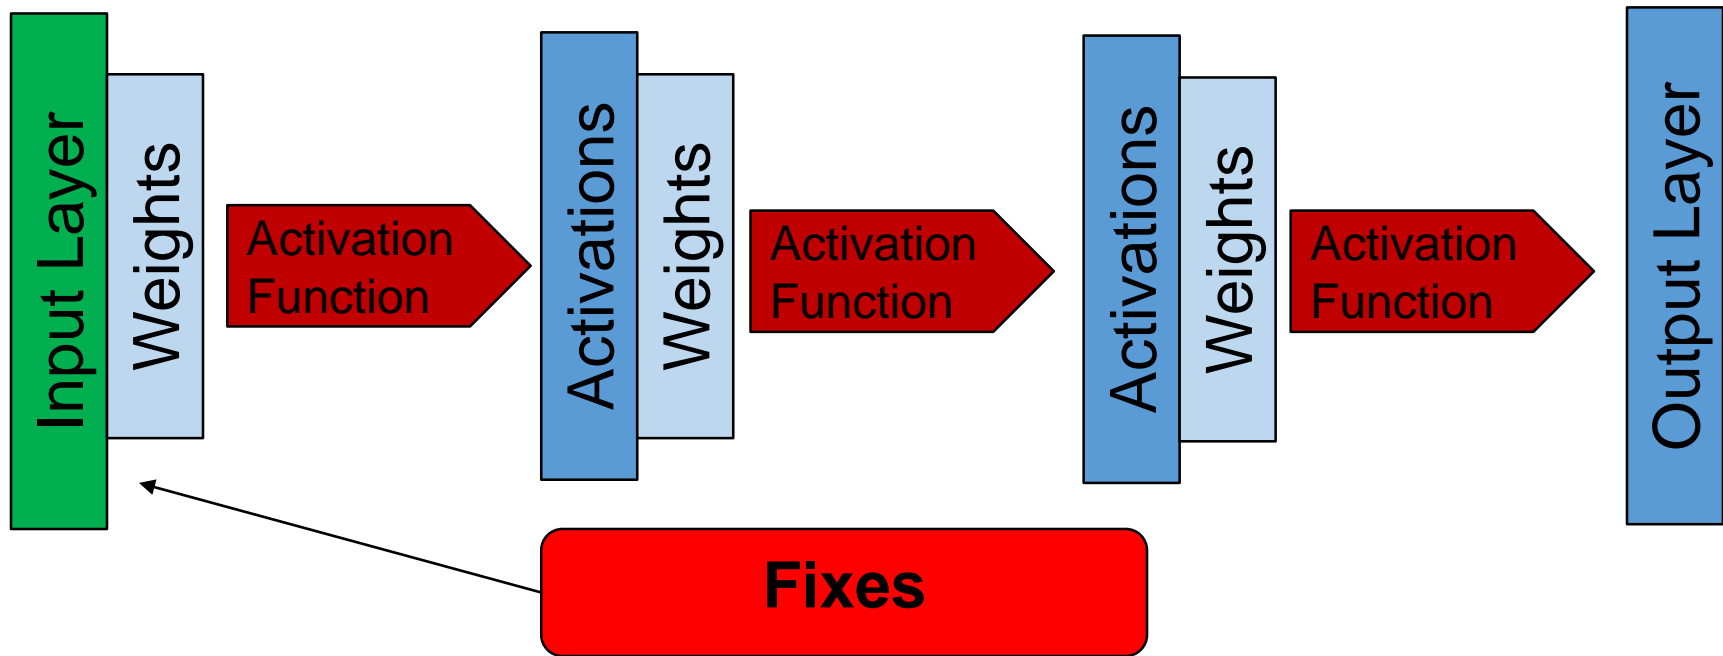 Input Layer
Weights
Activation
Function
Activations
Weights
Activation
Function
Activations
Weights
Activation
Function
Output Layer
Fixes